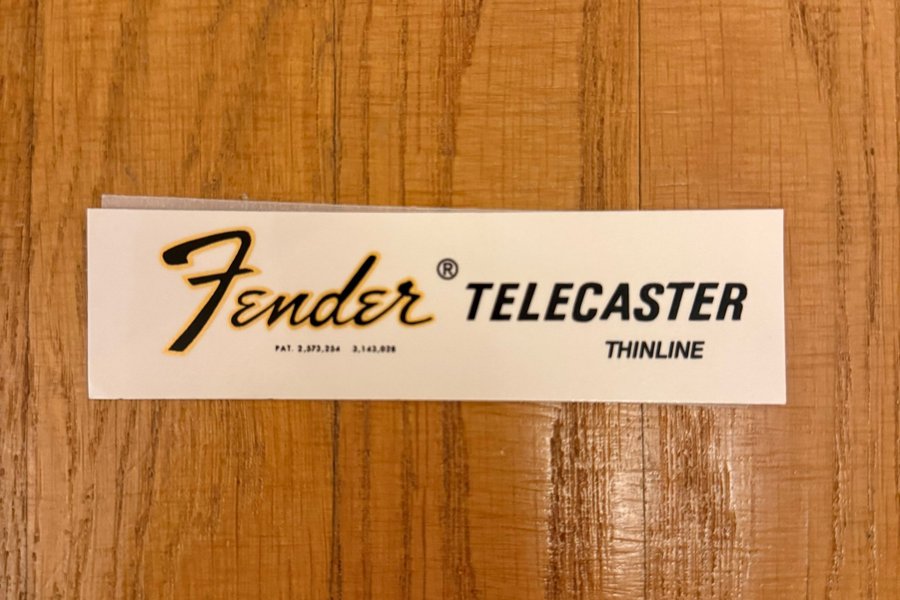 Fender® TELECASTER
PAT. 2,573,254 3,143,028
THINLINE